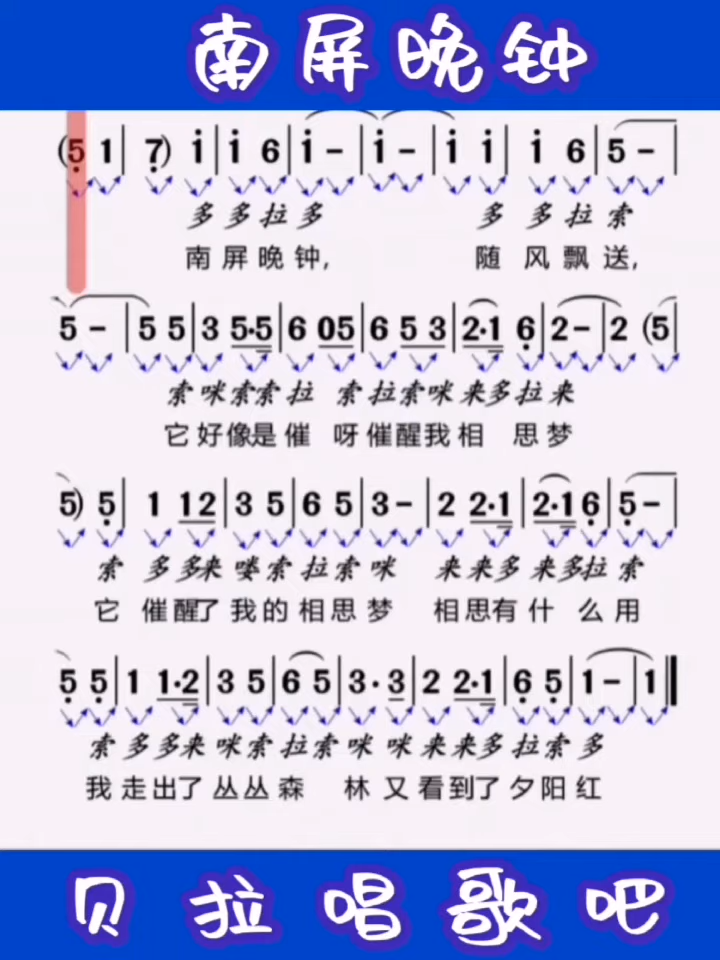 南屏晚钟
(5̣ 1 | 7̣) i | i 6 | i - | i - | i i | i 6 | 5 - |
多多拉多 多多拉索
南屏晚钟, 随风飘送,
5 - | 5 5 | 3 5·5 | 6 05 | 6 5 3 | 2·1 6̣ | 2 - | 2 (5 |
索咪索索拉 索拉索咪来多拉来
它好像是催 呀催醒我相 思梦
5) 5̣ | 1 12 | 3 5 | 6 5 | 3 - | 2 2·1 | 2·1 6̣ | 5̣ - |
索 多多来 喽索拉索咪 来来多来多拉索
它 催醒了我的相思梦 相思有什么用
5̣ 5̣ | 1 1·2 | 3 5 | 6 5 | 3· 3 | 2 2·1 | 6̣ 5̣ | 1 - | 1 ‖
索多多来咪索拉索咪咪来来多拉索多
我走出了丛丛森 林又看到了夕阳红
贝拉唱歌吧